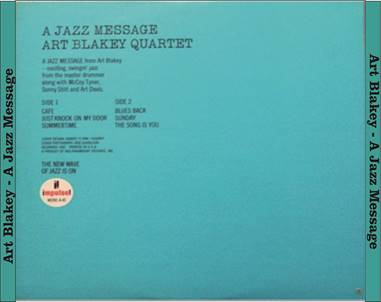 Art Blakey - A Jazz Message
A JAZZ MESSAGE
ART BLAKEY QUARTET
A JAZZ MESSAGE from Art Blakey
– exciting, swingin' jazz
from the master drummer
along with McCoy Tyner,
Sonny Stitt and Art Davis.
SIDE 1
CAFE
JUST KNOCK ON MY DOOR
SUMMERTIME
SIDE 2
BLUES BACK
SUNDAY
THE SONG IS YOU
THE NEW WAVE
OF JAZZ IS ON
impulse!
MONO A-45
Art Blakey - A Jazz Message